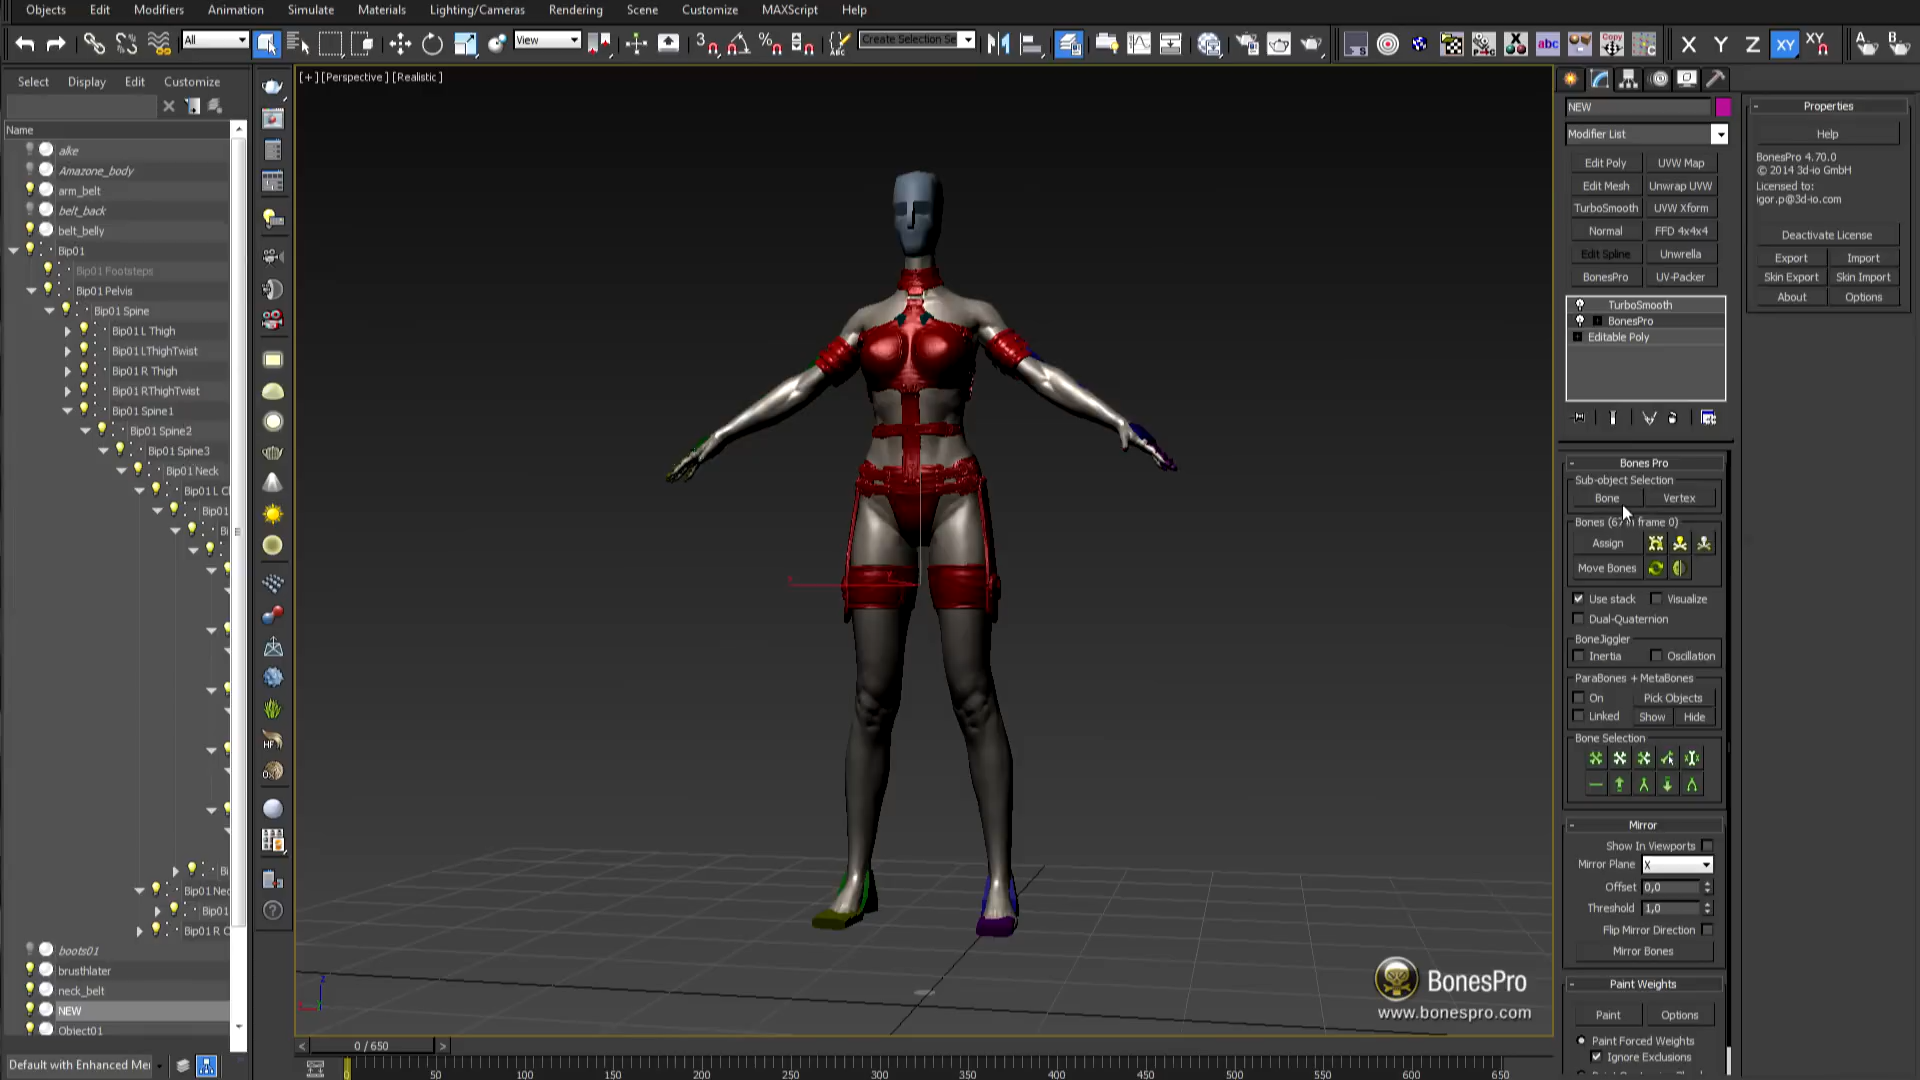 Objects Edit Modifiers Animation Simulate Materials Lighting/Cameras Rendering Scene Customize MAXScript Help
All
View
Create Selection Se
abc
Copy
X Y Z XY XY
A B
Select Display Edit Customize
Name
alke
Amazone_body
arm_belt
belt_back
belt_belly
Bip01
Bip01 Footsteps
Bip01 Pelvis
Bip01 Spine
Bip01 L Thigh
Bip01 LThighTwist
Bip01 R Thigh
Bip01 RThighTwist
Bip01 Spine1
Bip01 Spine2
Bip01 Spine3
Bip01 Neck
Bip01 L Cl
Bip01
Bi
Bi
Bip01 Nec
Bip01
Bip01 R C
boots01
brusthlater
neck_belt
NEW
Object01
Default with Enhanced Me
HF
[+] [Perspective] [Realistic]
BonesPro
www.bonespro.com
< 0 / 650 >
0 50 100 150 200 250 300 350 400 450 500 550 600 650
NEW
Modifier List
Edit Poly UVW Map
Edit Mesh Unwrap UVW
TurboSmooth UVW Xform
Normal FFD 4x4x4
Edit Spline Unwrella
BonesPro UV-Packer
TurboSmooth
BonesPro
Editable Poly
Bones Pro
Sub-object Selection
Bone Vertex
Bones (67 in frame 0)
Assign
Move Bones
Use stack Visualize
Dual-Quaternion
BoneJiggler
Inertia Oscillation
ParaBones + MetaBones
On Pick Objects
Linked Show Hide
Bone Selection
Mirror
Show In Viewports
Mirror Plane X
Offset 0,0
Threshold 1,0
Flip Mirror Direction
Mirror Bones
Paint Weights
Paint Options
Paint Forced Weights
Ignore Exclusions
Properties
Help
BonesPro 4.70.0
© 2014 3d-io GmbH
Licensed to:
igor.p@3d-io.com
Deactivate License
Export Import
Skin Export Skin Import
About Options